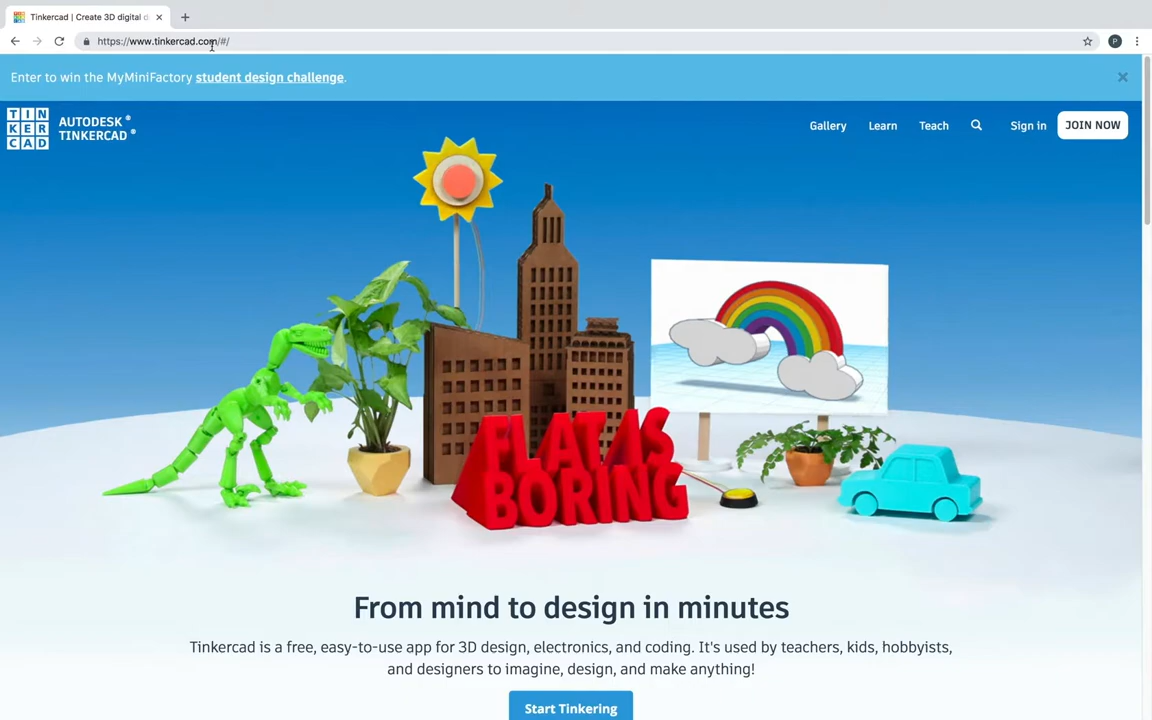 Tinkercad | Create 3D digital d
https://www.tinkercad.com/#/
P
Enter to win the MyMiniFactory student design challenge.
TIN
KER
CAD
AUTODESK®
TINKERCAD®
Gallery
Learn
Teach
Sign in
JOIN NOW
FLAT IS
BORING
From mind to design in minutes
Tinkercad is a free, easy-to-use app for 3D design, electronics, and coding. It's used by teachers, kids, hobbyists,
and designers to imagine, design, and make anything!
Start Tinkering